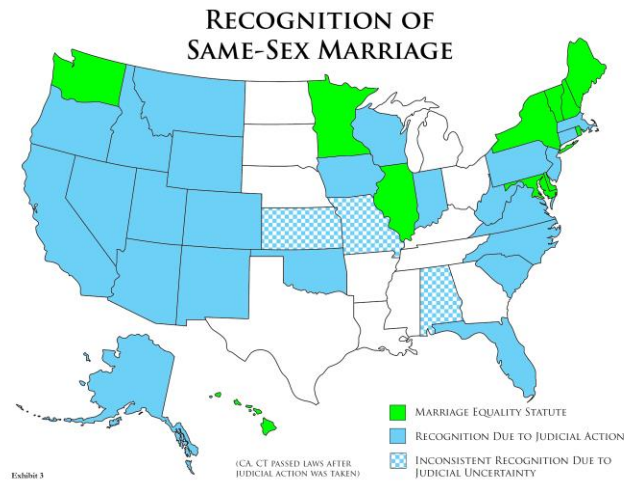 Recognition of
Same-Sex Marriage
Marriage Equality Statute
Recognition Due to Judicial Action
Inconsistent Recognition Due to
Judicial Uncertainty
(CA, CT passed laws after
judicial action was taken)
Exhibit 3